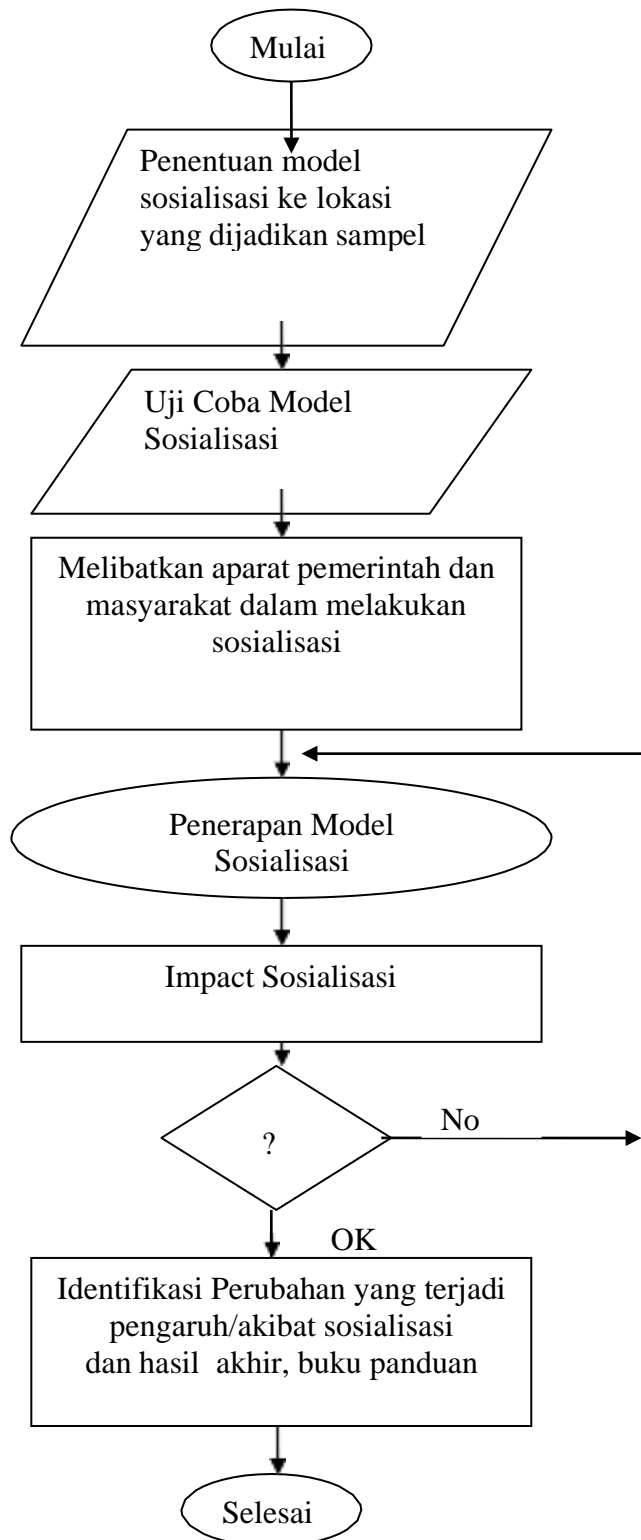 Mulai
Penentuan model
sosialisasi ke lokasi
yang dijadikan sampel
Uji Coba Model
Sosialisasi
Melibatkan aparat pemerintah dan
masyarakat dalam melakukan
sosialisasi
Penerapan Model
Sosialisasi
Impact Sosialisasi
?
No
OK
Identifikasi Perubahan yang terjadi
pengaruh/akibat sosialisasi
dan hasil akhir, buku panduan
Selesai